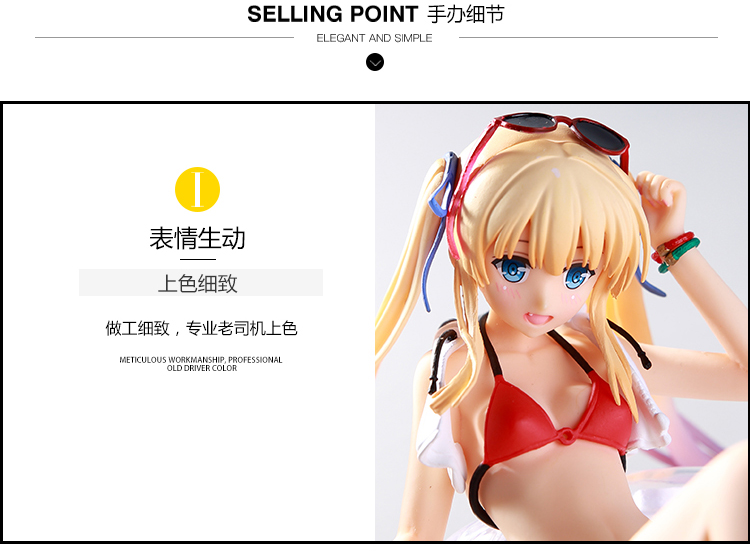 SELLING POINT 手办细节
ELEGANT AND SIMPLE
I
表情生动
上色细致
做工细致，专业老司机上色
METICULOUS WORKMANSHIP, PROFESSIONAL
OLD DRIVER COLOR